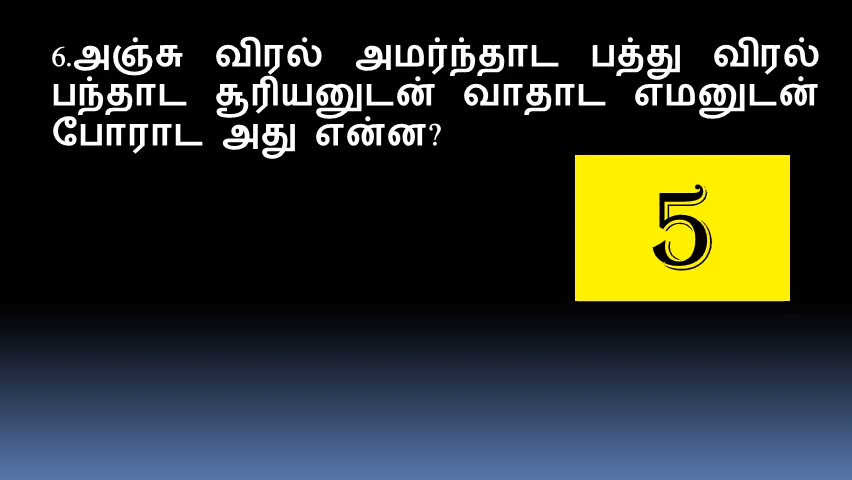 6.அஞ்சு விரல் அமர்ந்தாட பத்து விரல்
பந்தாட சூரியனுடன் வாதாட எமனுடன்
போராட அது என்ன?
5